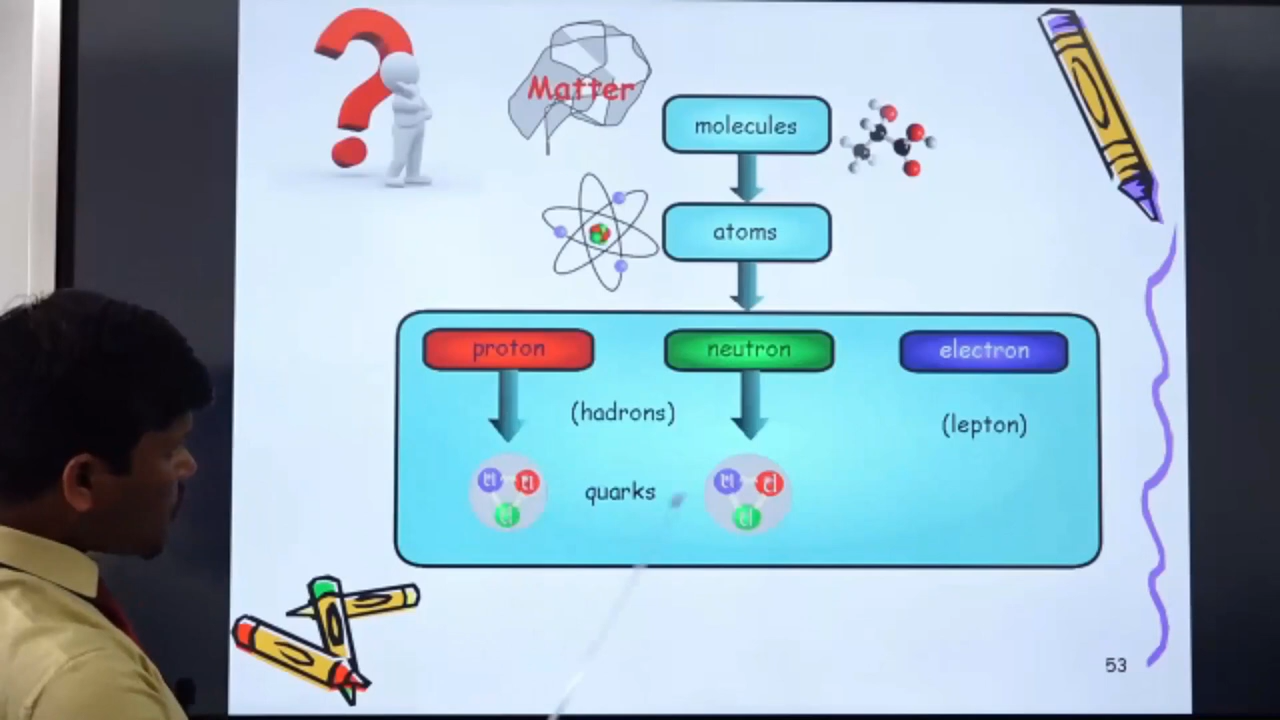 Matter
molecules
atoms
proton
neutron
electron
(hadrons)
(lepton)
quarks
u
u
d
u
d
d
53